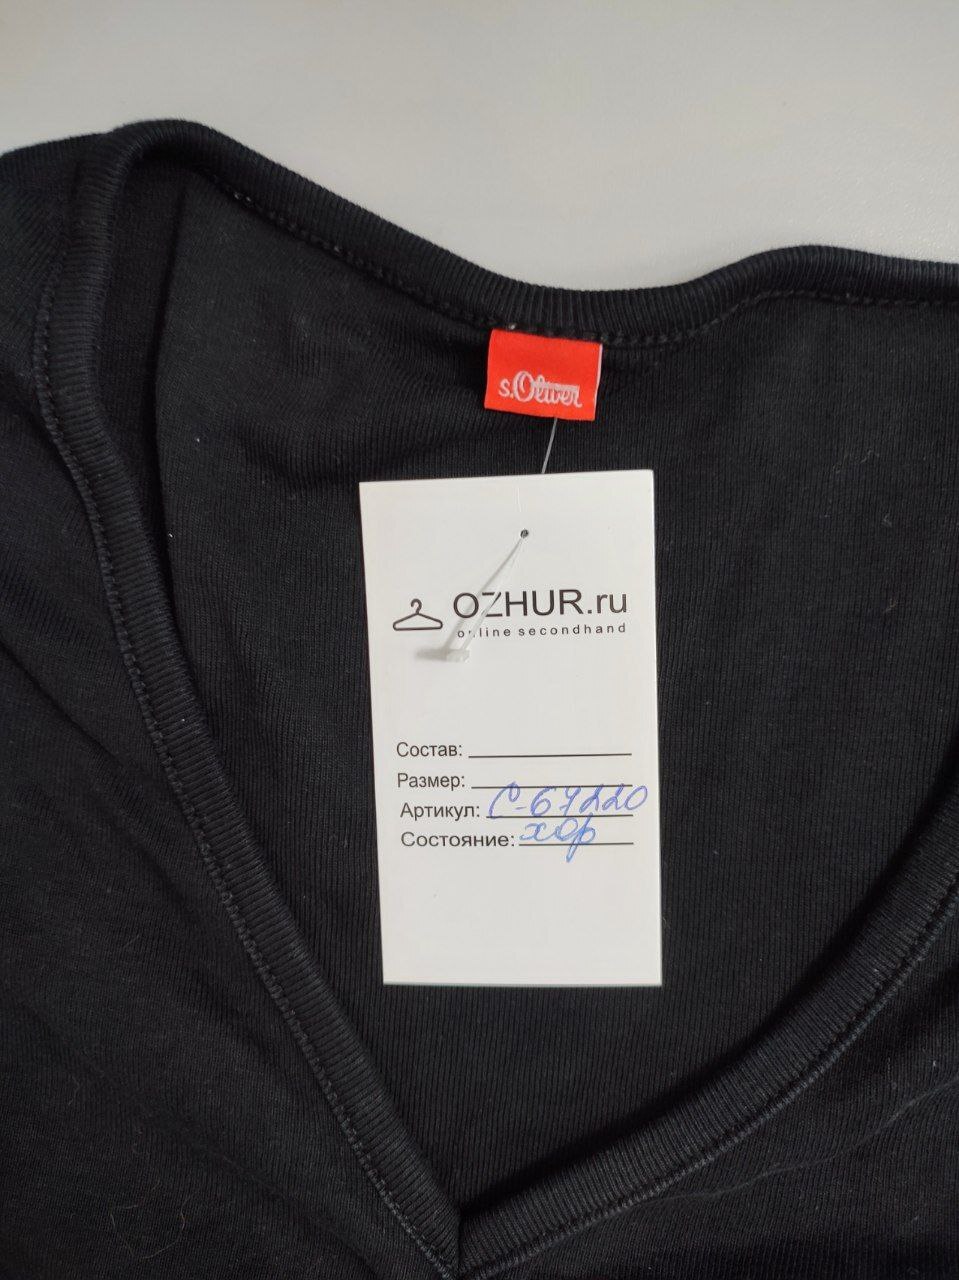 s.Oliver
OZHUR.ru
online secondhand
Состав:
Размер:
Артикул: С-67220
Состояние: хор